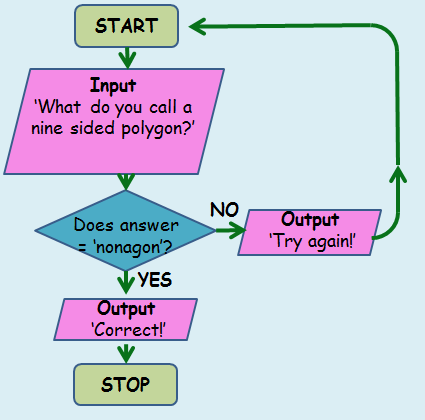 START
Input
‘What do you call a
nine sided polygon?’
Does answer
= ‘nonagon’?
NO
Output
‘Try again!’
YES
Output
‘Correct!’
STOP